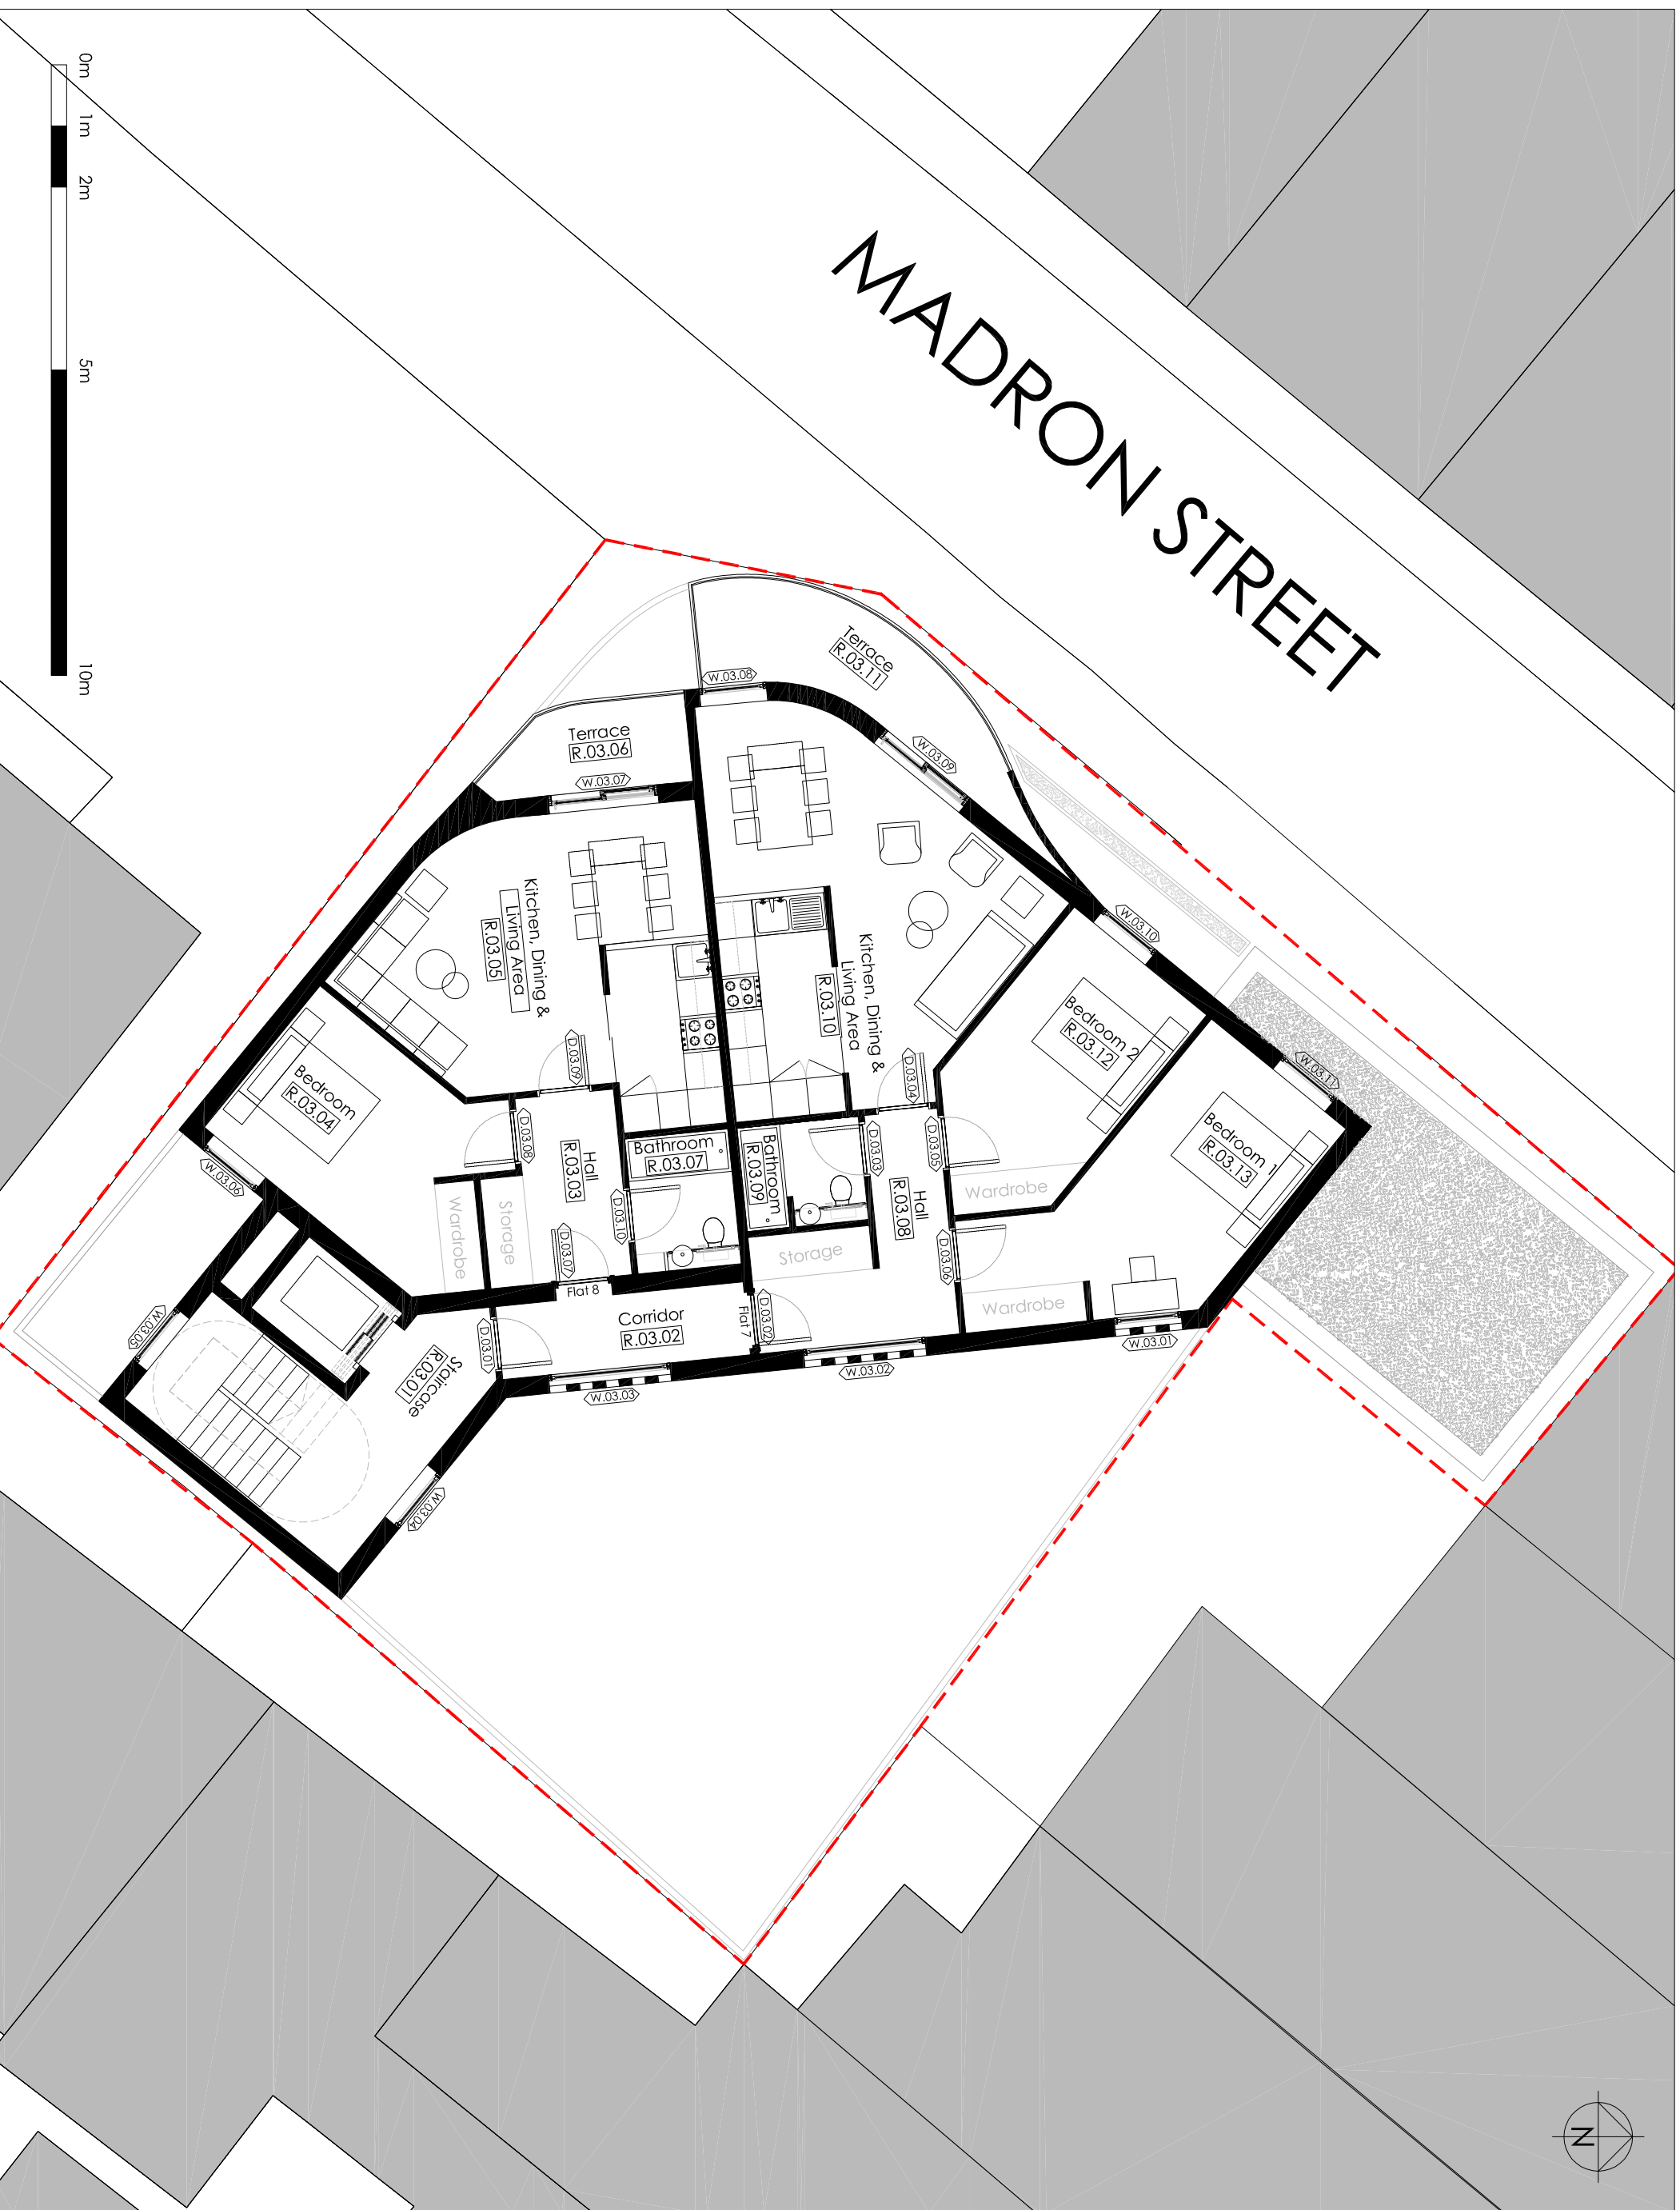 0m
1m
2m
5m
10m
MADRON STREET
Terrace
R.03.11
W.03.08
W.03.09
Terrace
R.03.06
W.03.07
W.03.10
Kitchen, Dining &
Living Area
R.03.05
Kitchen, Dining &
Living Area
R.03.10
Bedroom 2
R.03.12
W.03.11
Bedroom 1
R.03.13
Bedroom
R.03.04
D.03.09
D.03.04
D.03.08
D.03.03
D.03.05
Hall
R.03.03
Bathroom
R.03.07
Bathroom
R.03.09
Hall
R.03.08
Wardrobe
W.03.06
Wardrobe
Storage
D.03.10
D.03.07
Storage
D.03.06
Wardrobe
Flat 8
Corridor
R.03.02
Flat 7
D.03.02
D.03.01
W.03.01
W.03.02
W.03.03
W.03.05
Staircase
R.03.01
W.03.04
N